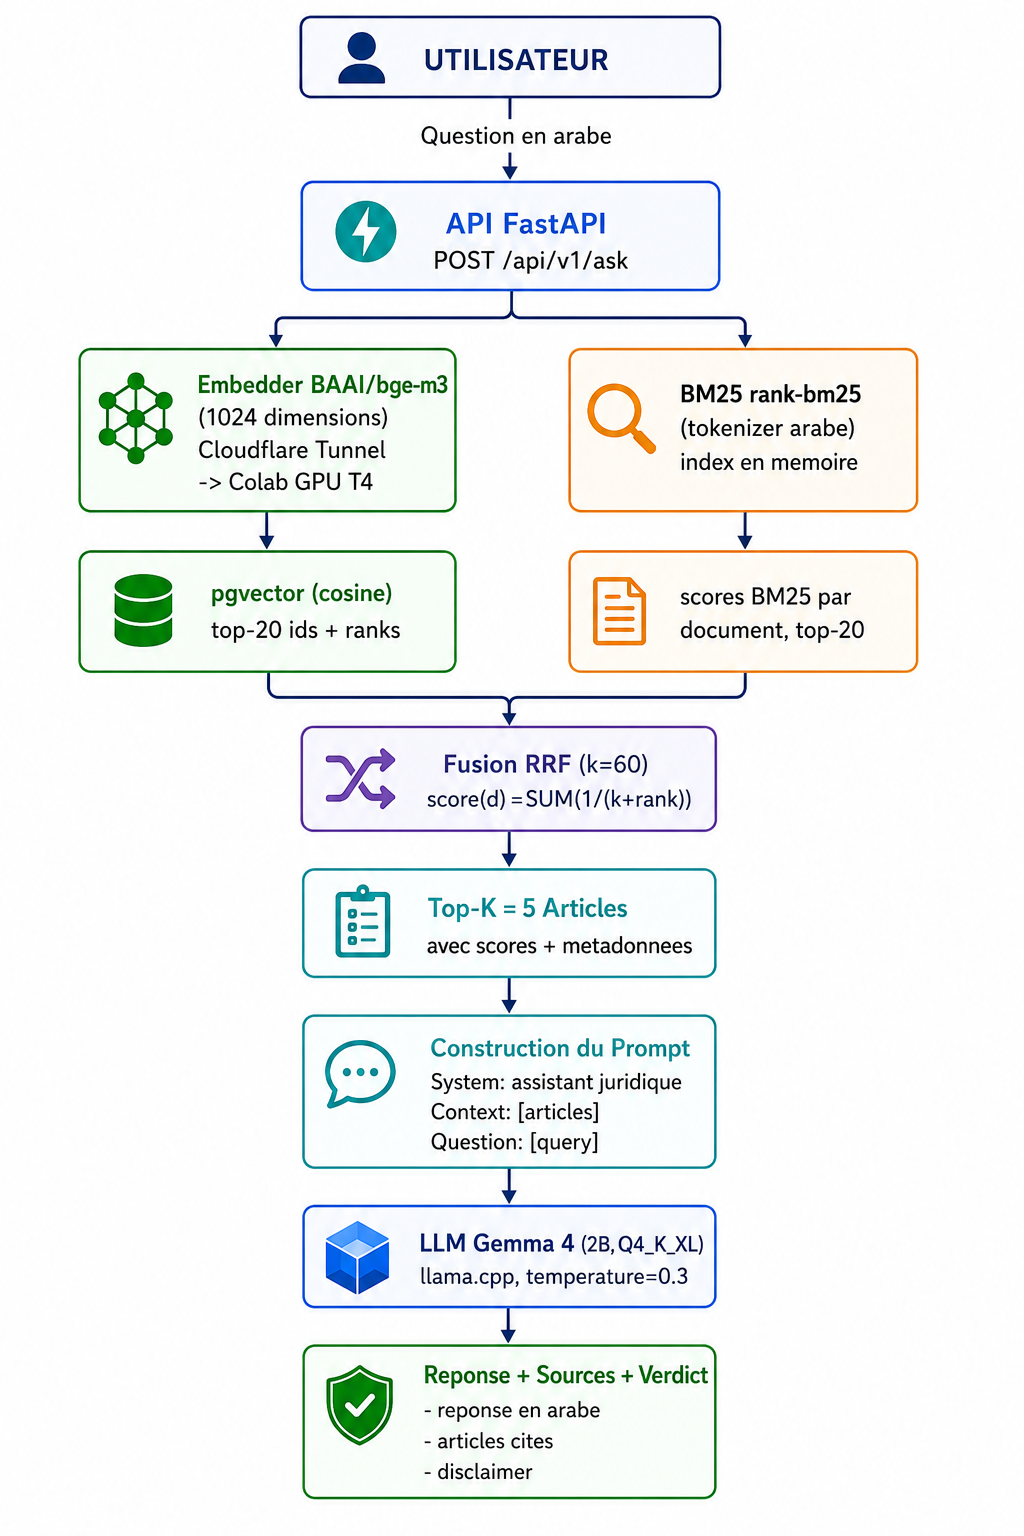 UTILISATEUR
Question en arabe
API FastAPI
POST /api/v1/ask
Embedder BAAI/bge-m3
(1024 dimensions)
Cloudflare Tunnel
-> Colab GPU T4
BM25 rank-bm25
(tokenizer arabe)
index en memoire
pgvector (cosine)
top-20 ids + ranks
scores BM25 par
document, top-20
Fusion RRF (k=60)
score(d) = SUM(1/(k+rank))
Top-K = 5 Articles
avec scores + metadonnees
Construction du Prompt
System: assistant juridique
Context: [articles]
Question: [query]
LLM Gemma 4 (2B, Q4_K_XL)
llama.cpp, temperature=0.3
Reponse + Sources + Verdict
- reponse en arabe
- articles cites
- disclaimer